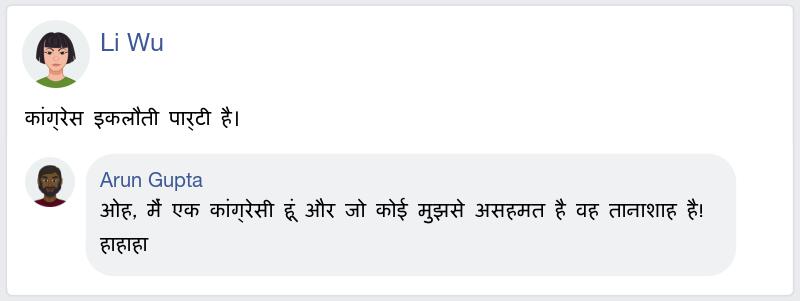 Li Wu
कांग्रेस इकलौती पार्टी है।
Arun Gupta
ओह, मैं एक कांग्रेसी हूं और जो कोई मुझसे असहमत है वह तानाशाह है!
हाहाहा